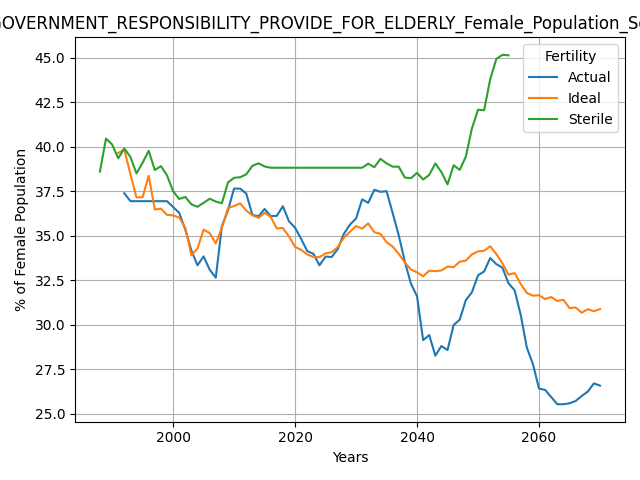 GOVERNMENT_RESPONSIBILITY_PROVIDE_FOR_ELDERLY_Female_Population_S
Fertility
Actual
Ideal
Sterile
% of Female Population
45.0
42.5
40.0
37.5
35.0
32.5
30.0
27.5
25.0
2000 2020 2040 2060
Years